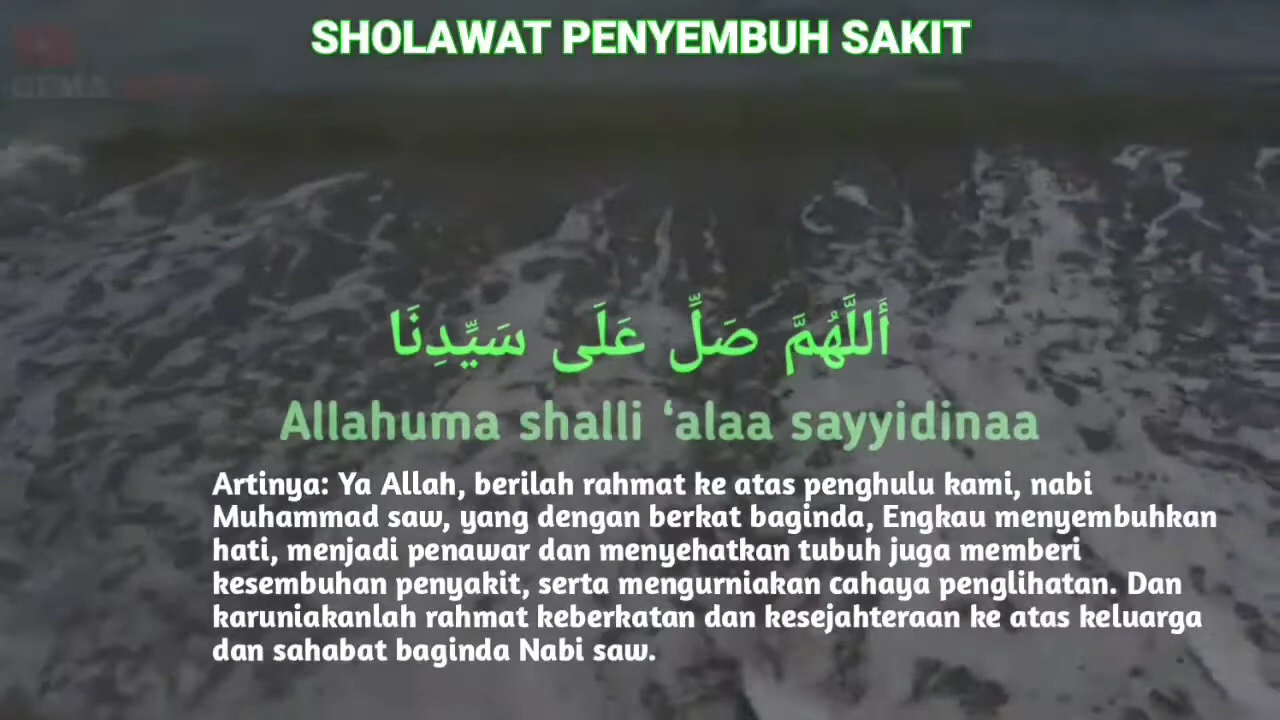 SHOLAWAT PENYEMBUH SAKIT
GEMA
أَللَّهُمَّ صَلِّ عَلَى سَيِّدِنَا
Allahuma shalli ‘alaa sayyidinaa
Artinya: Ya Allah, berilah rahmat ke atas penghulu kami, nabi
Muhammad saw, yang dengan berkat baginda, Engkau menyembuhkan
hati, menjadi penawar dan menyehatkan tubuh juga memberi
kesembuhan penyakit, serta mengurniakan cahaya penglihatan. Dan
karuniakanlah rahmat keberkatan dan kesejahteraan ke atas keluarga
dan sahabat baginda Nabi saw.